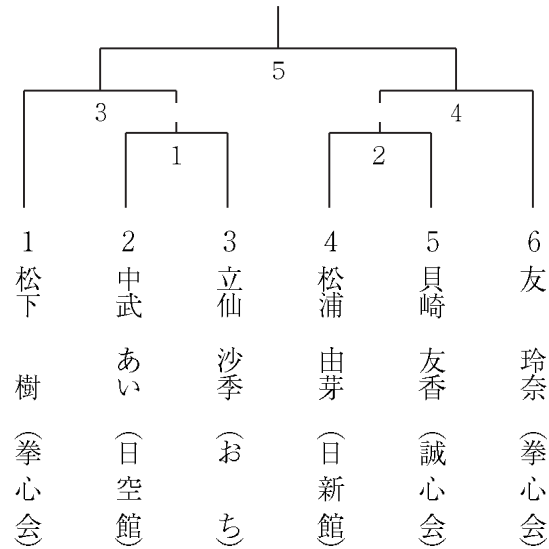 5
3
4
1
2
1 松下 樹 (拳心会)
2 中武 あい (日空館)
3 立仙 沙季 (おち)
4 松浦 由芽 (日新館)
5 貝崎 友香 (誠心会)
6 友 玲奈 (拳心会)